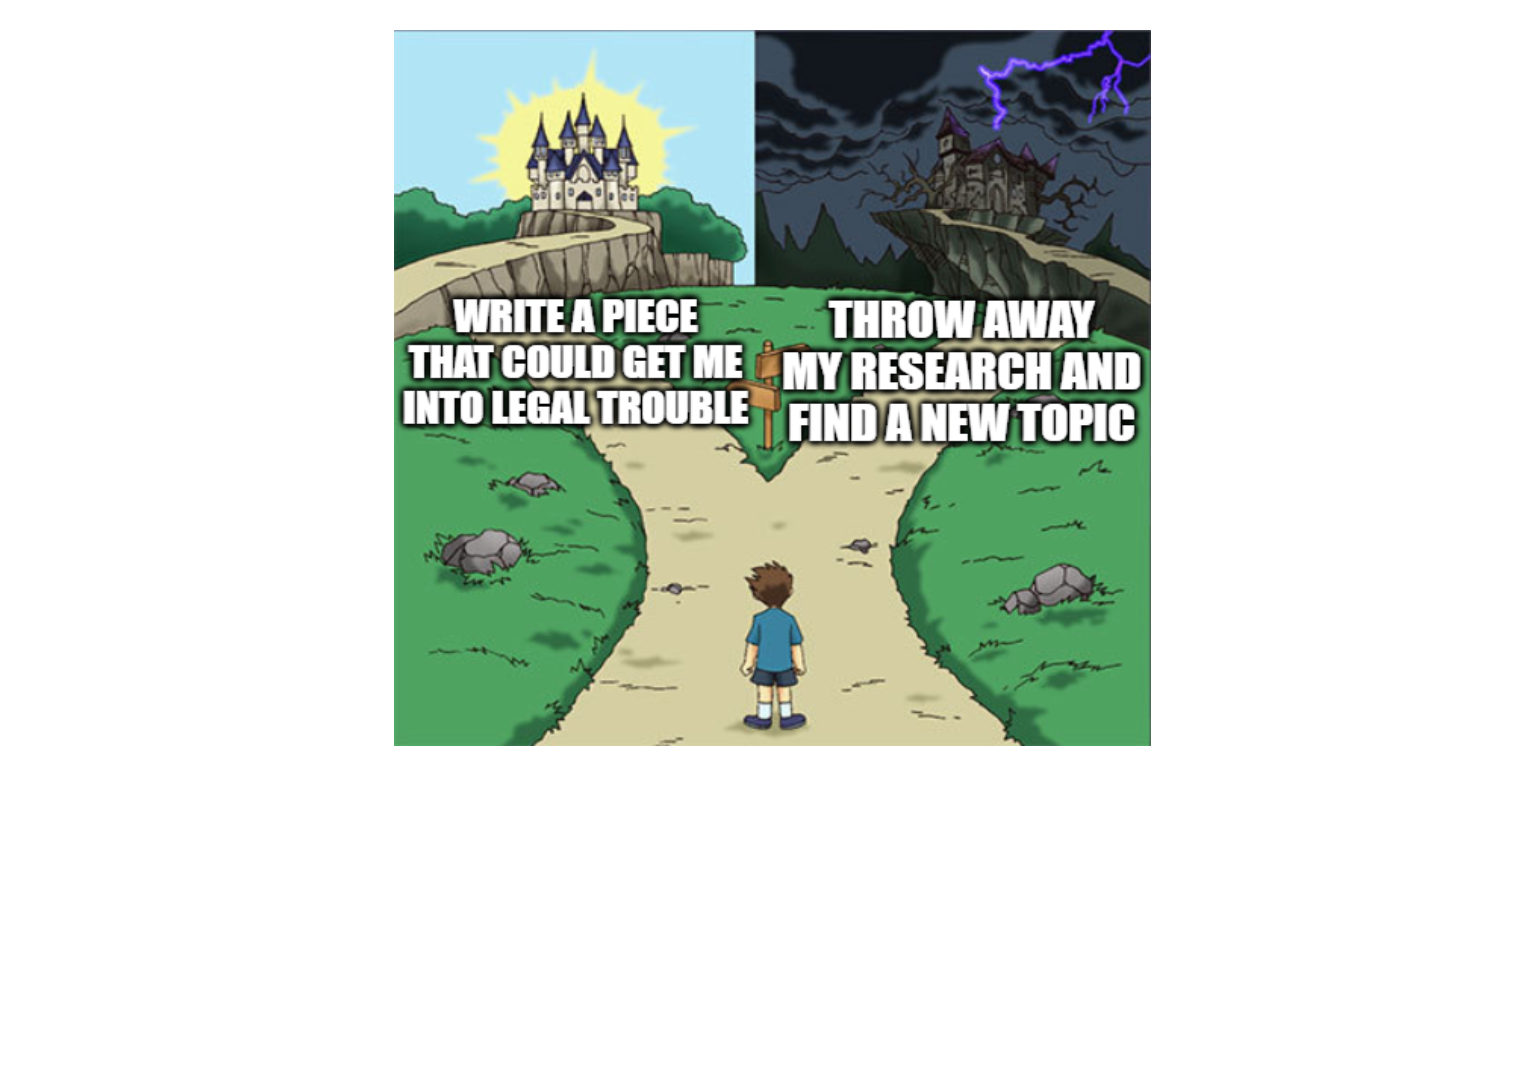 WRITE A PIECE
THAT COULD GET ME
INTO LEGAL TROUBLE
THROW AWAY
MY RESEARCH AND
FIND A NEW TOPIC